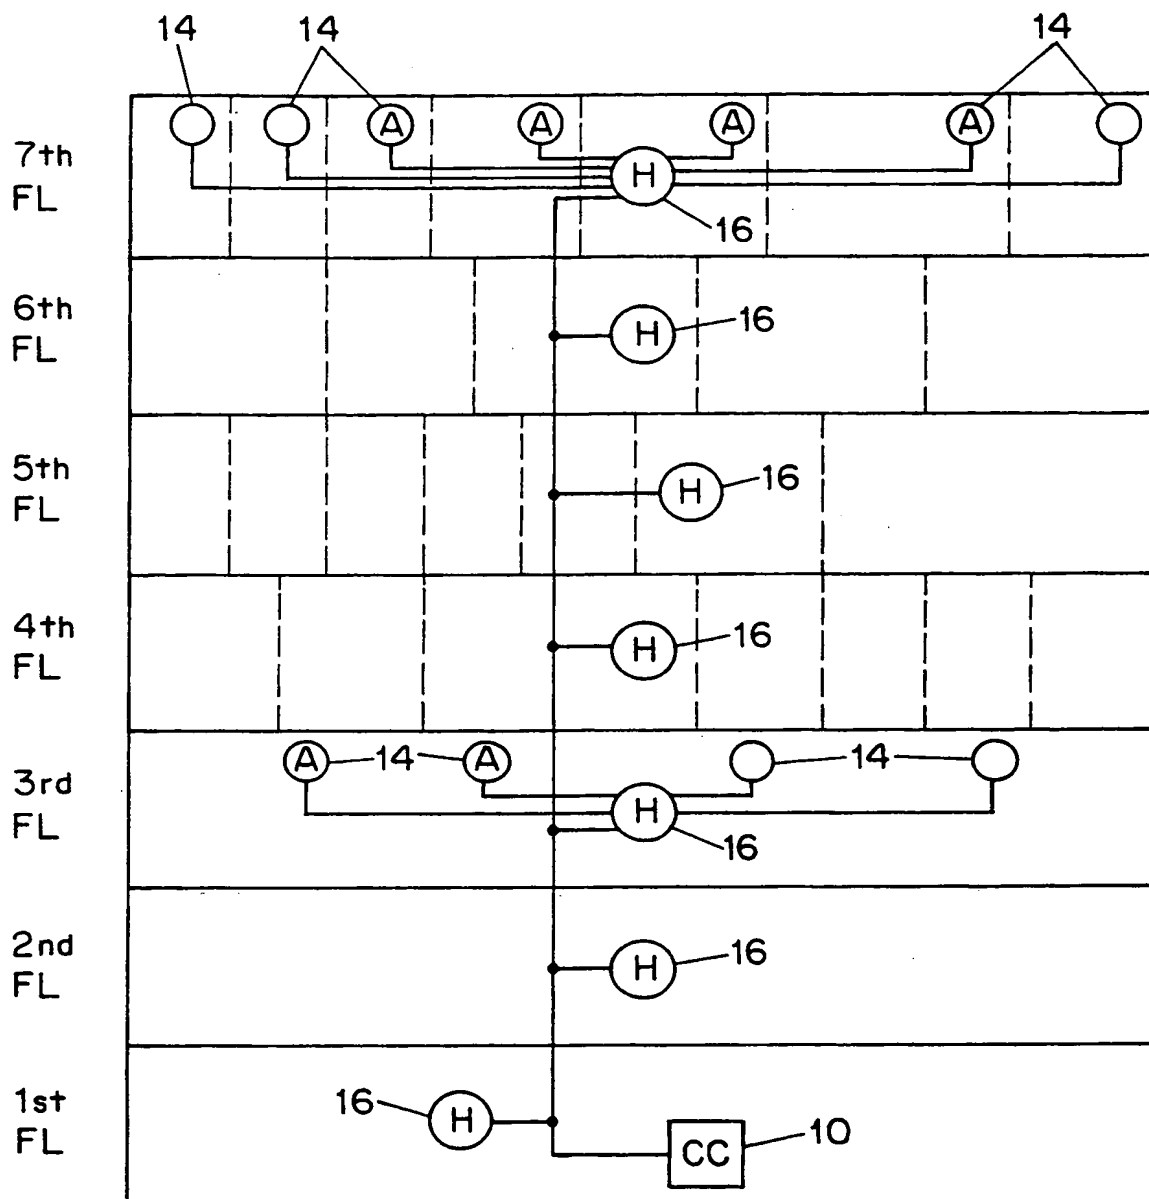 14 14 14
A A A A
7th
FL
H
16
6th
FL
H 16
5th
FL
H 16
4th
FL
H 16
A 14 A 14
3rd
FL
H
16
2nd
FL
H 16
1st
FL
16 H
CC 10